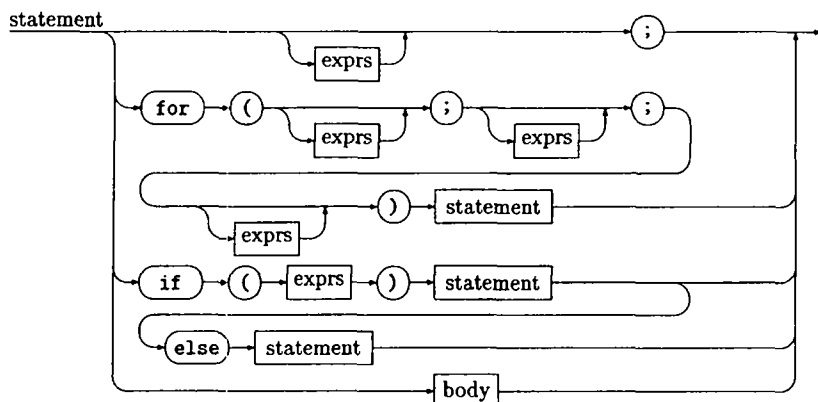 statement
exprs ;
for ( exprs ; exprs ;
exprs ) statement
if ( exprs ) statement
else statement
body